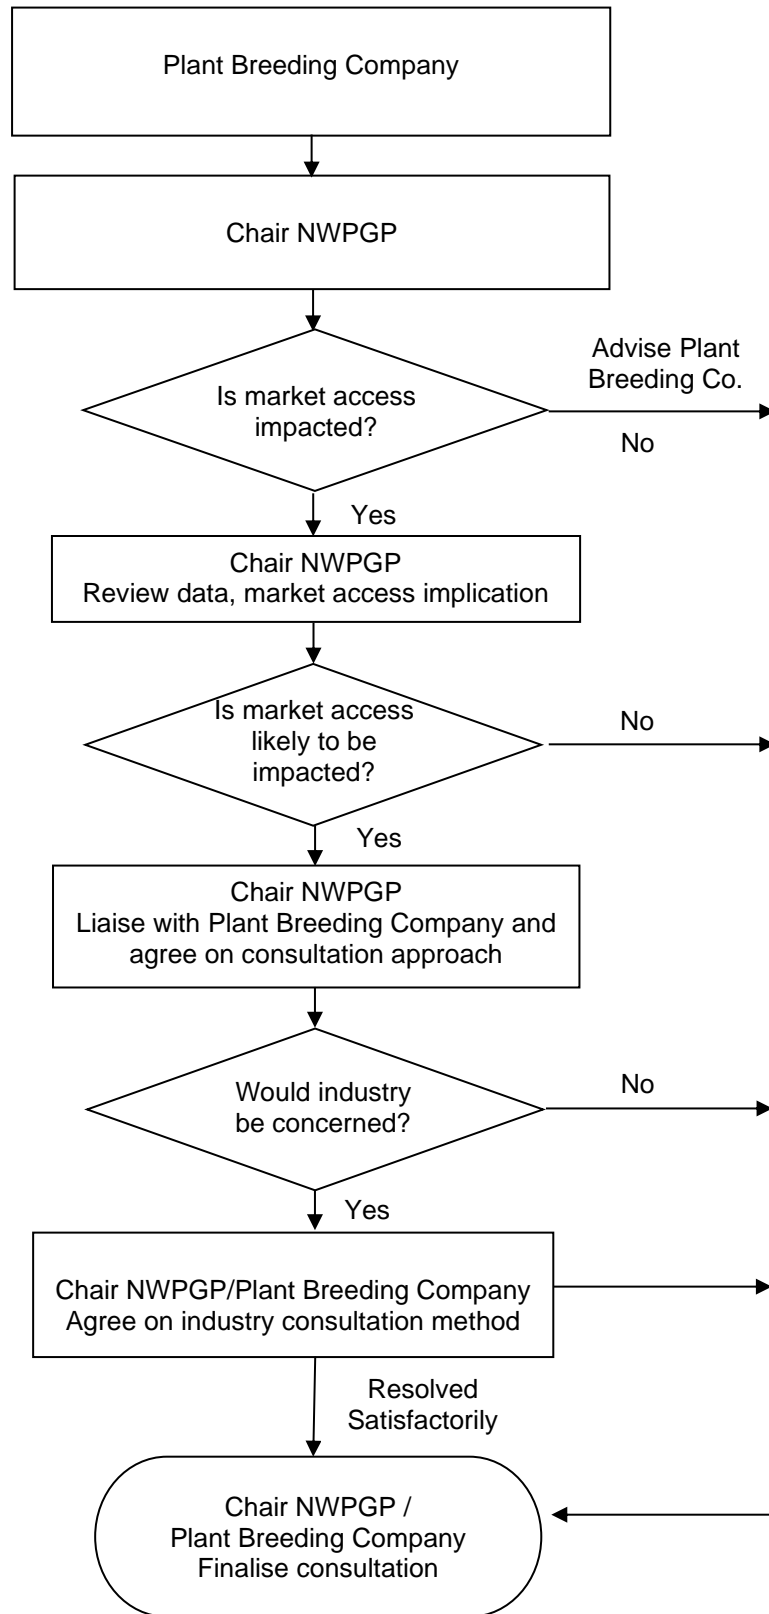 Plant Breeding Company
Chair NWPGP
Advise Plant
Breeding Co.
Is market access
impacted?
No
Yes
Chair NWPGP
Review data, market access implication
Is market access
likely to be
impacted?
No
Yes
Chair NWPGP
Liaise with Plant Breeding Company and
agree on consultation approach
Would industry
be concerned?
No
Yes
Chair NWPGP/Plant Breeding Company
Agree on industry consultation method
Resolved
Satisfactorily
Chair NWPGP /
Plant Breeding Company
Finalise consultation